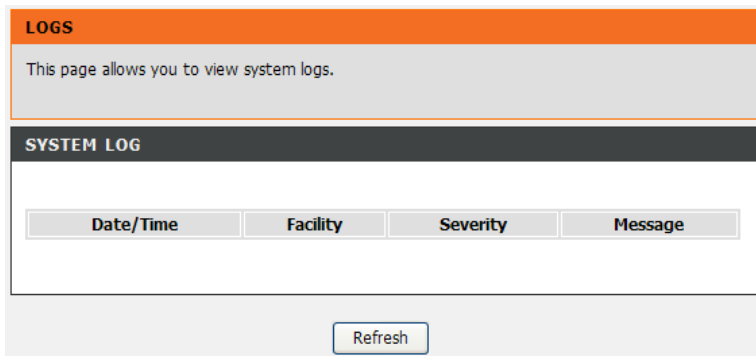 LOGS
This page allows you to view system logs.
SYSTEM LOG
Date/Time Facility Severity Message
Refresh